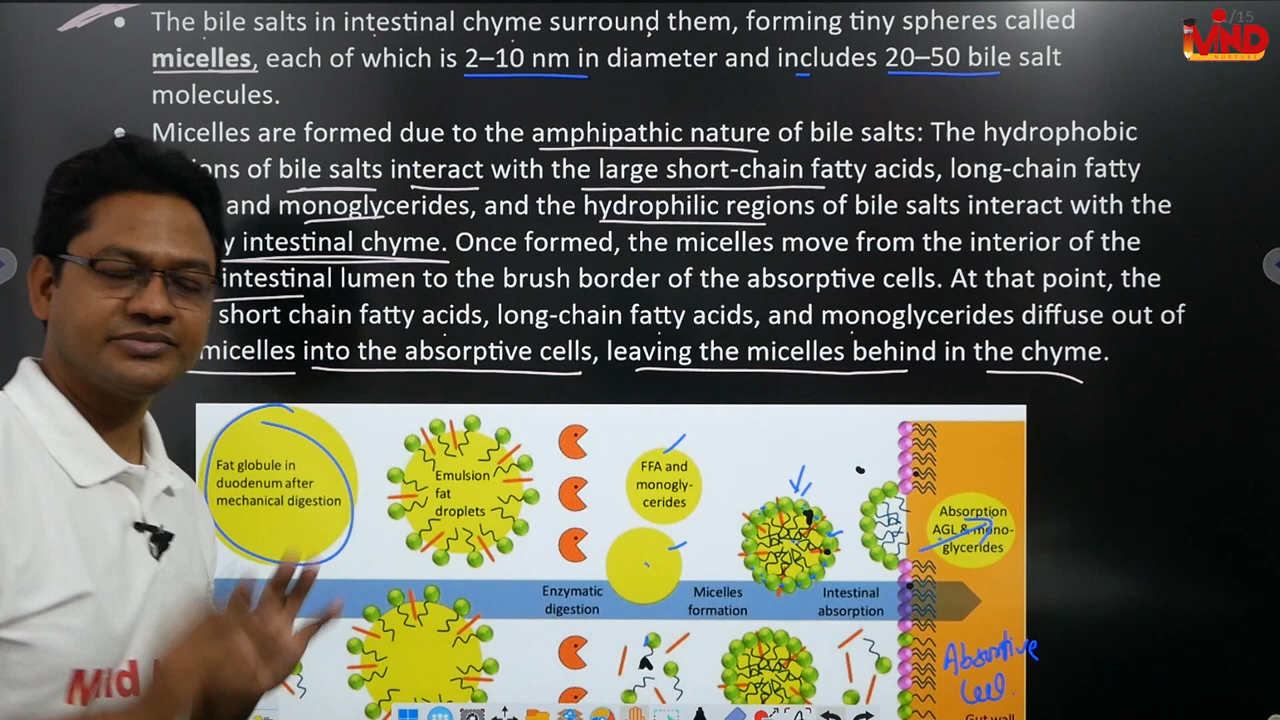 • The bile salts in intestinal chyme surround them, forming tiny spheres called
micelles, each of which is 2–10 nm in diameter and includes 20–50 bile salt
molecules.
• Micelles are formed due to the amphipathic nature of bile salts: The hydrophobic
ons of bile salts interact with the large short-chain fatty acids, long-chain fatty
and monoglycerides, and the hydrophilic regions of bile salts interact with the
y intestinal chyme. Once formed, the micelles move from the interior of the
intestinal lumen to the brush border of the absorptive cells. At that point, the
short chain fatty acids, long-chain fatty acids, and monoglycerides diffuse out of
micelles into the absorptive cells, leaving the micelles behind in the chyme.
/15
MIND
NURTURE
Fat globule in
duodenum after
mechanical digestion
Emulsion
fat
droplets
FFA and
monogly-
cerides
Absorption
AGL & mono-
glycerides
Enzymatic
digestion
Micelles
formation
Intestinal
absorption
Absorptive
Cell.
Gut wall